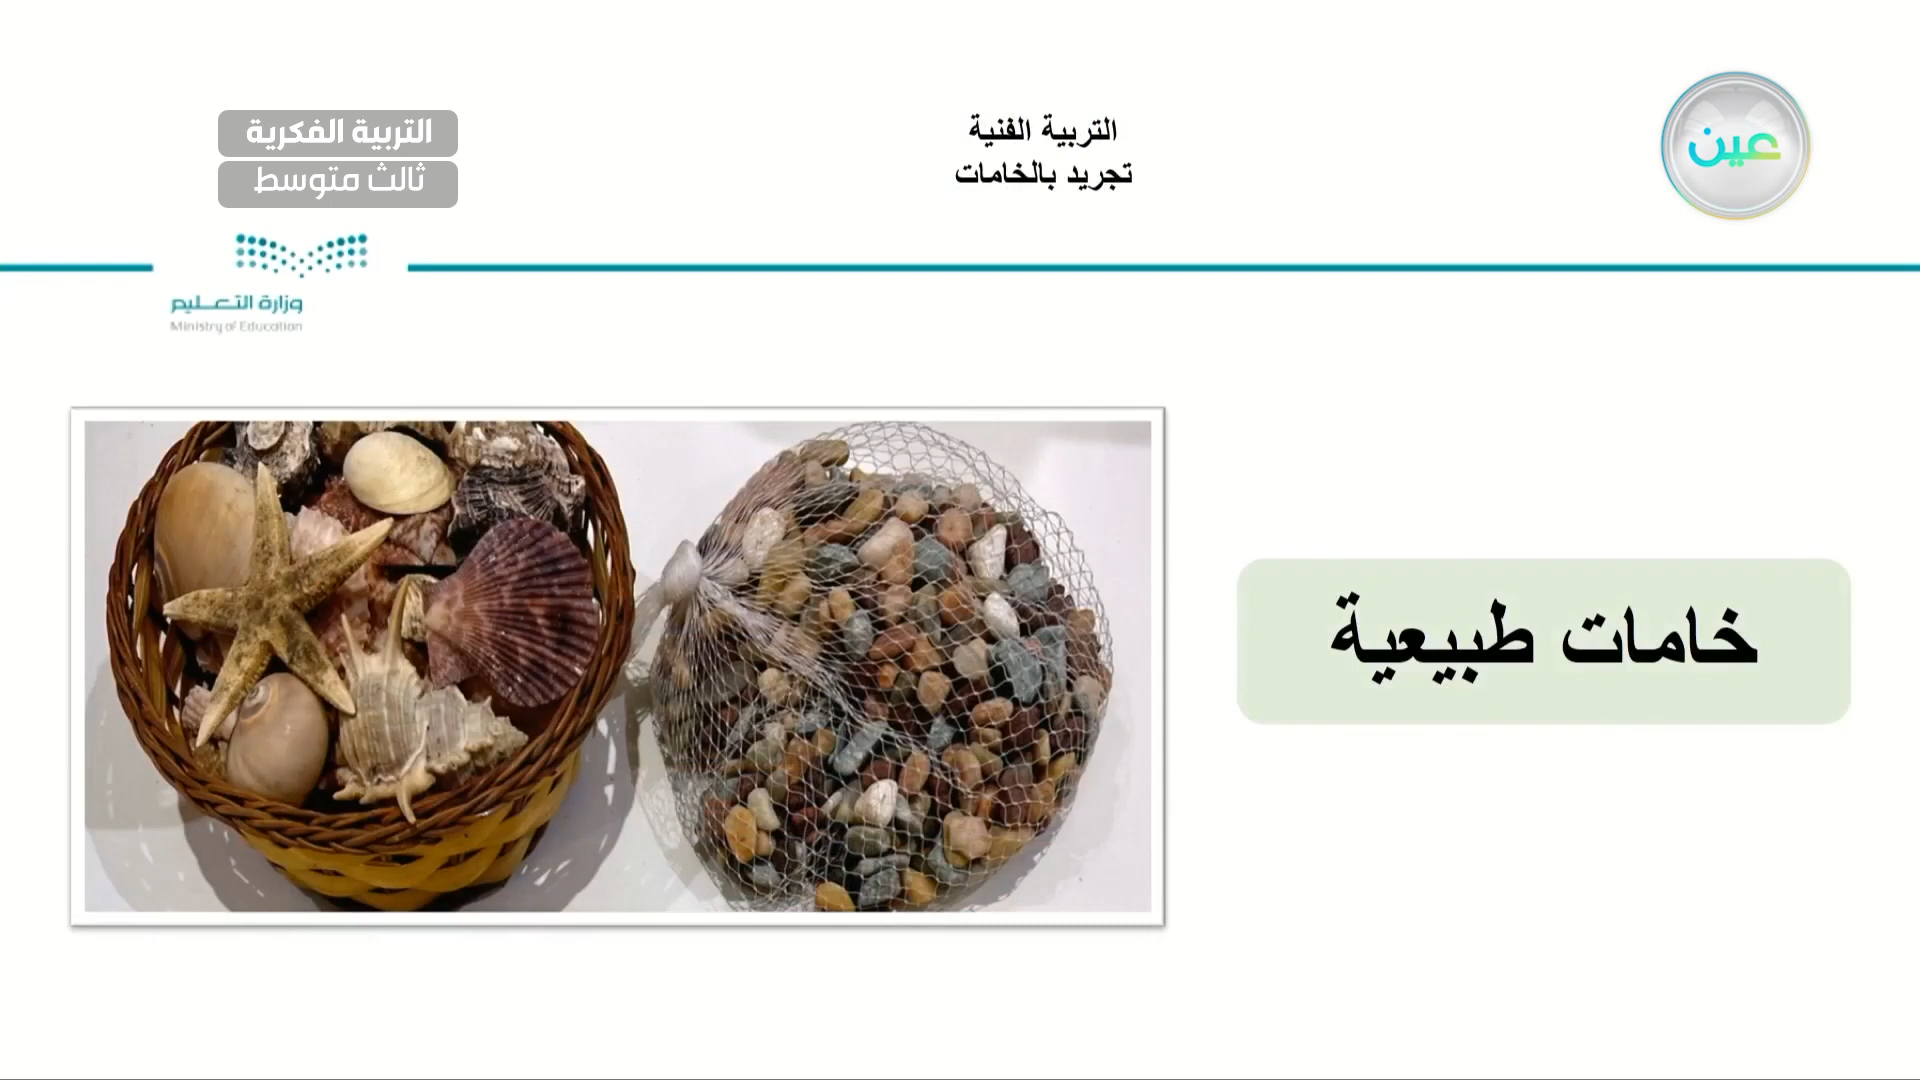 عين
التربية الفنية
تجريد بالخامات
التربية الفكرية
ثالث متوسط
وزارة التعليم
Ministry of Education
خامات طبيعية